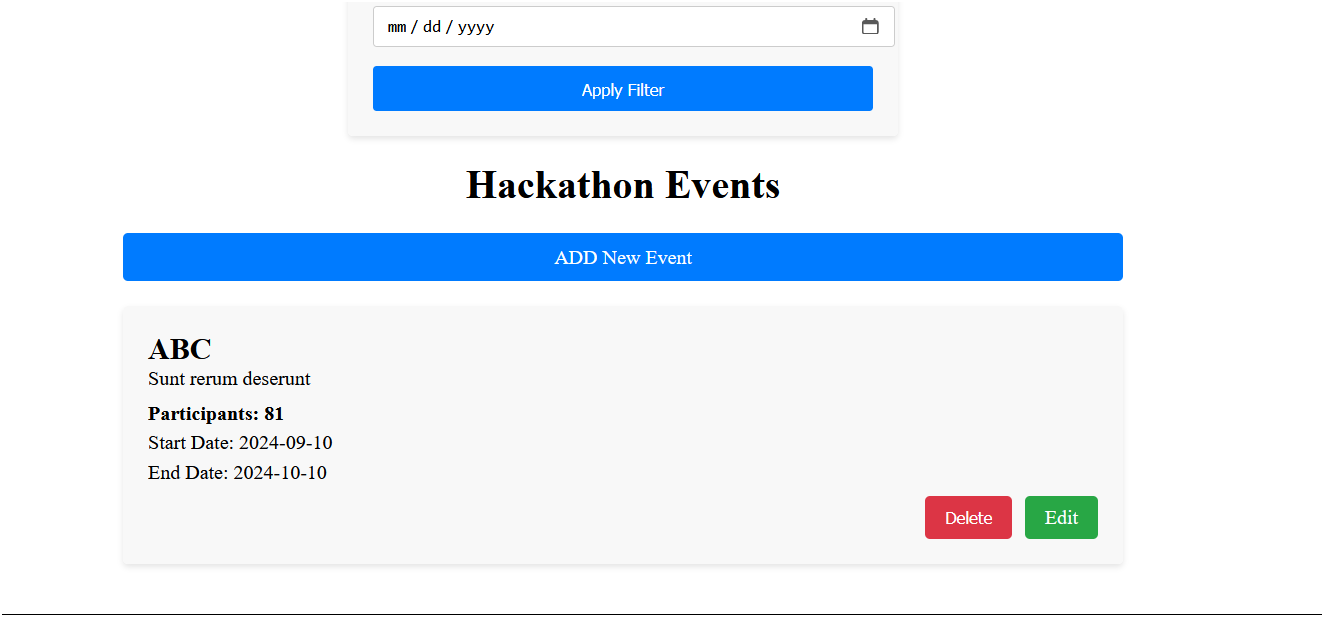 mm / dd / yyyy
Apply Filter
Hackathon Events
ADD New Event
ABC
Sunt rerum deserunt
Participants: 81
Start Date: 2024-09-10
End Date: 2024-10-10
Delete Edit